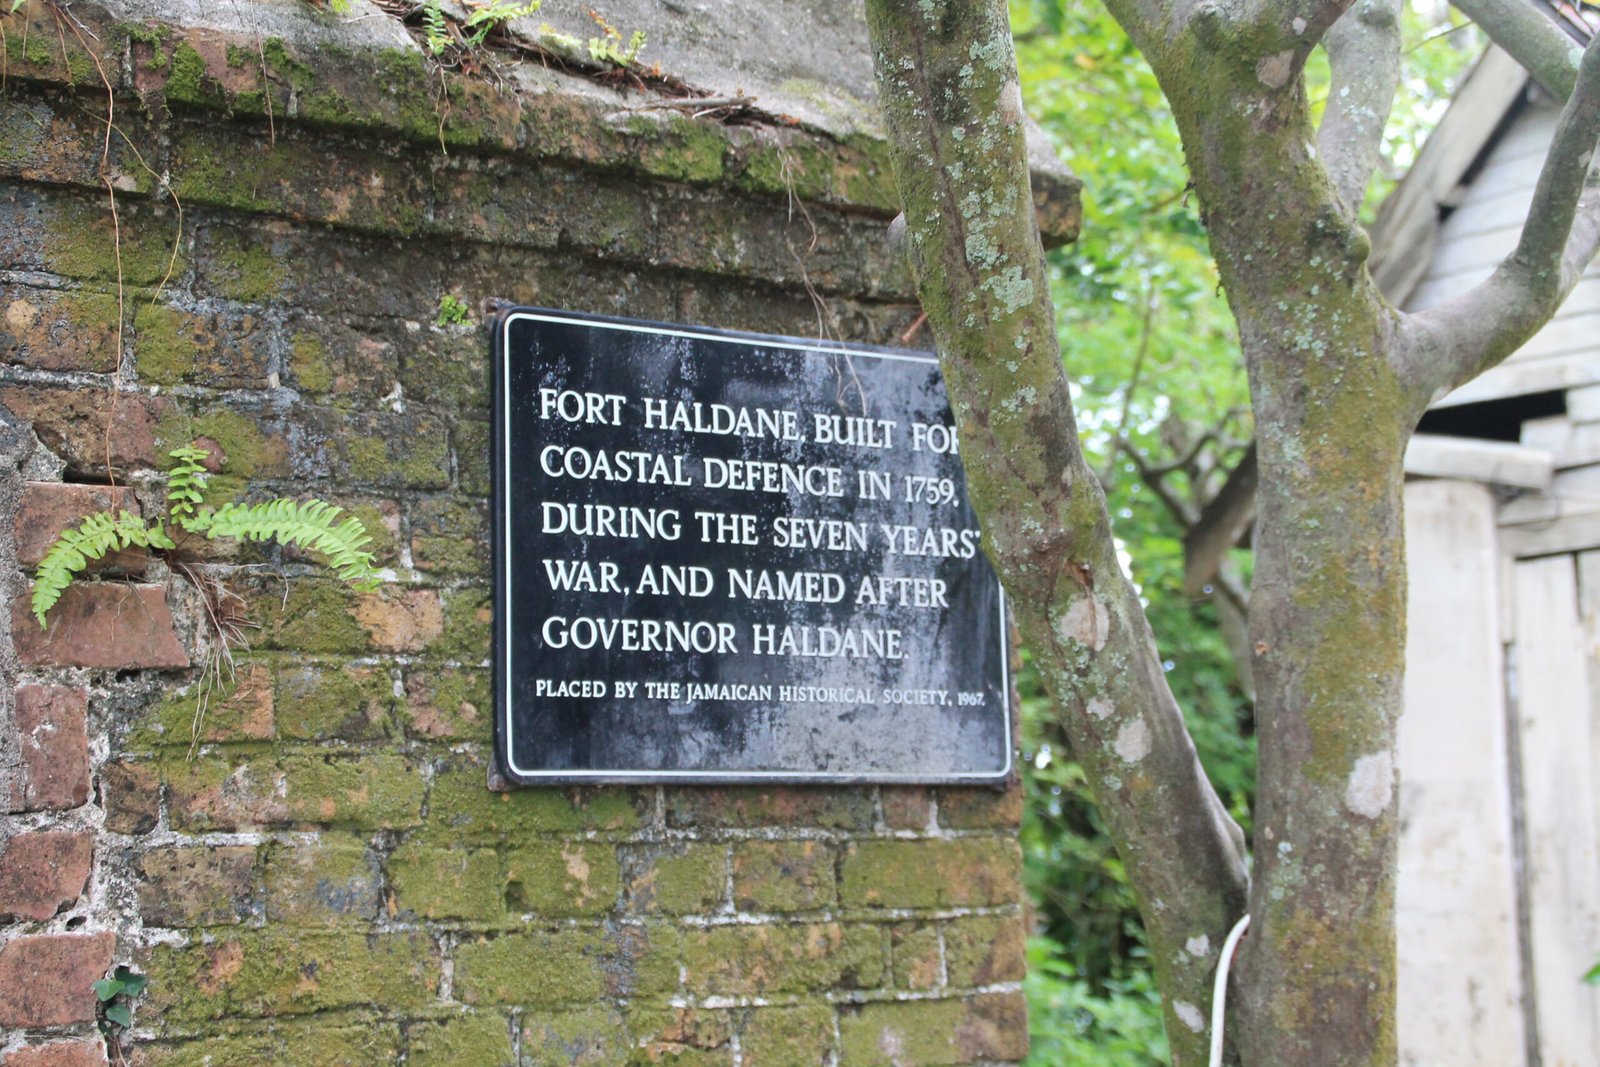 FORT HALDANE, BUILT FOR
COASTAL DEFENCE IN 1759,
DURING THE SEVEN YEARS'
WAR, AND NAMED AFTER
GOVERNOR HALDANE.
PLACED BY THE JAMAICAN HISTORICAL SOCIETY, 1967.